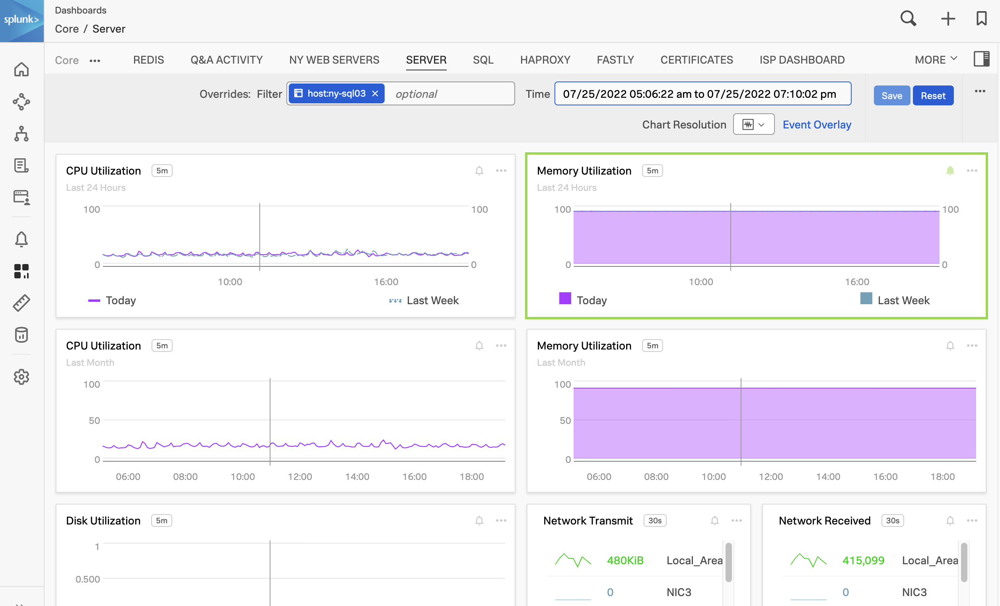 splunk>
Dashboards
Core / Server
Core ••• REDIS Q&A ACTIVITY NY WEB SERVERS SERVER SQL HAPROXY FASTLY CERTIFICATES ISP DASHBOARD MORE
Overrides: Filter host:ny-sql03 × optional Time 07/25/2022 05:06:22 am to 07/25/2022 07:10:02 pm Save Reset
Chart Resolution Event Overlay
CPU Utilization 5m
Last 24 Hours
100 100
0 0
10:00 16:00
Today Last Week
Memory Utilization 5m
Last 24 Hours
100 100
0 0
10:00 16:00
Today Last Week
CPU Utilization 5m
Last Month
100
50
0
06:00 08:00 10:00 12:00 14:00 16:00 18:00
Memory Utilization 5m
Last Month
100
50
0
06:00 08:00 10:00 12:00 14:00 16:00 18:00
Disk Utilization 5m
1
0.500
Network Transmit 30s
480KiB Local_Area
0 NIC3
Network Received 30s
415,099 Local_Area
0 NIC3